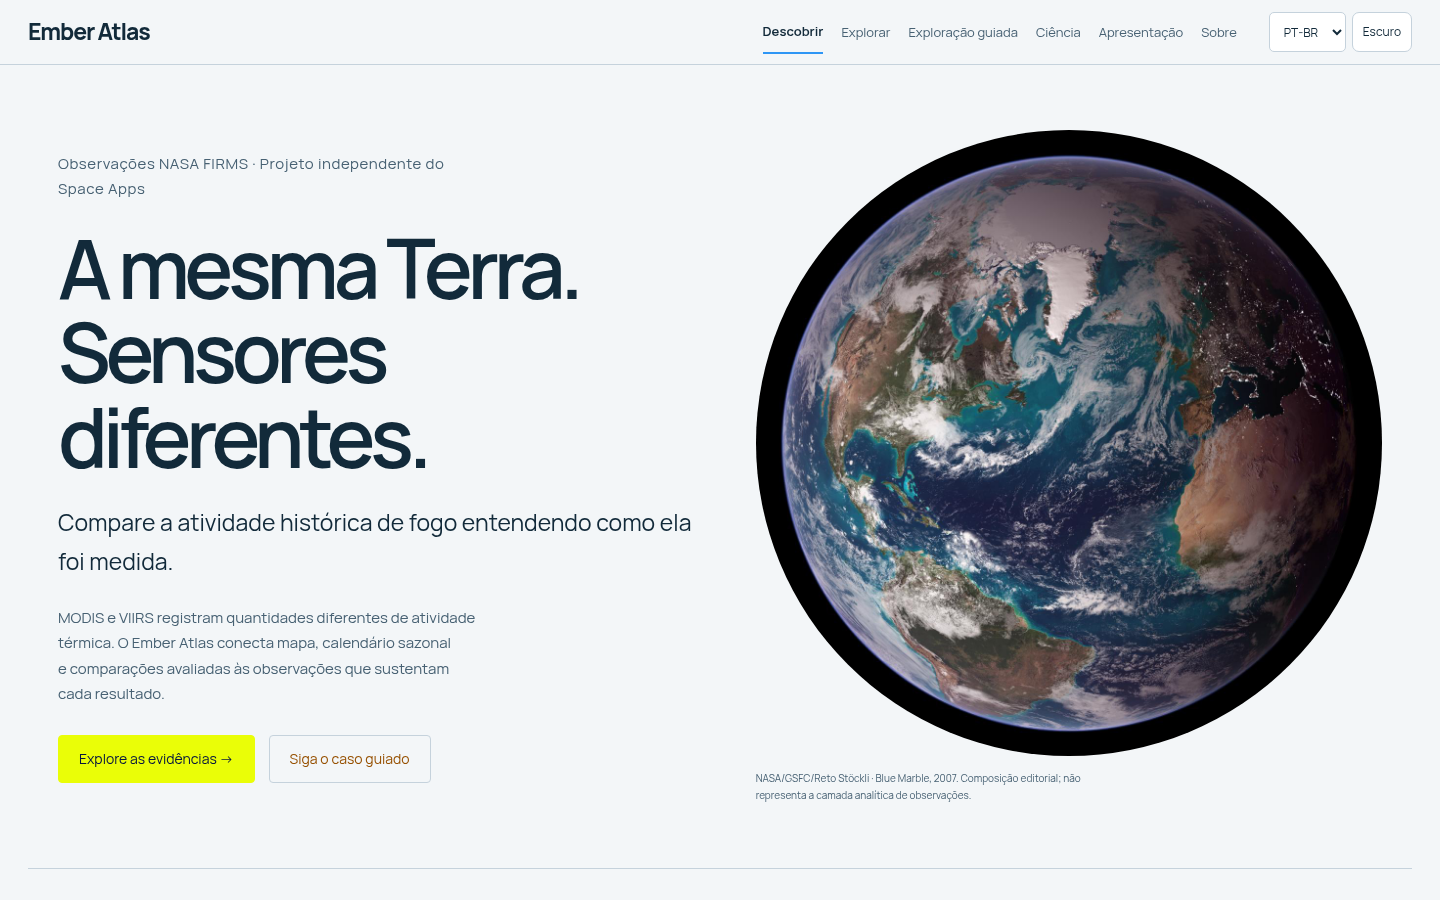 Ember Atlas
Descobrir
Explorar
Exploração guiada
Ciência
Apresentação
Sobre
PT-BR
Escuro
Observações NASA FIRMS · Projeto independente do
Space Apps
A mesma Terra.
Sensores
diferentes.
Compare a atividade histórica de fogo entendendo como ela
foi medida.
MODIS e VIIRS registram quantidades diferentes de atividade
térmica. O Ember Atlas conecta mapa, calendário sazonal
e comparações avaliadas às observações que sustentam
cada resultado.
Explore as evidências →
Siga o caso guiado
NASA/GSFC/Reto Stöckli · Blue Marble, 2007. Composição editorial; não
representa a camada analítica de observações.